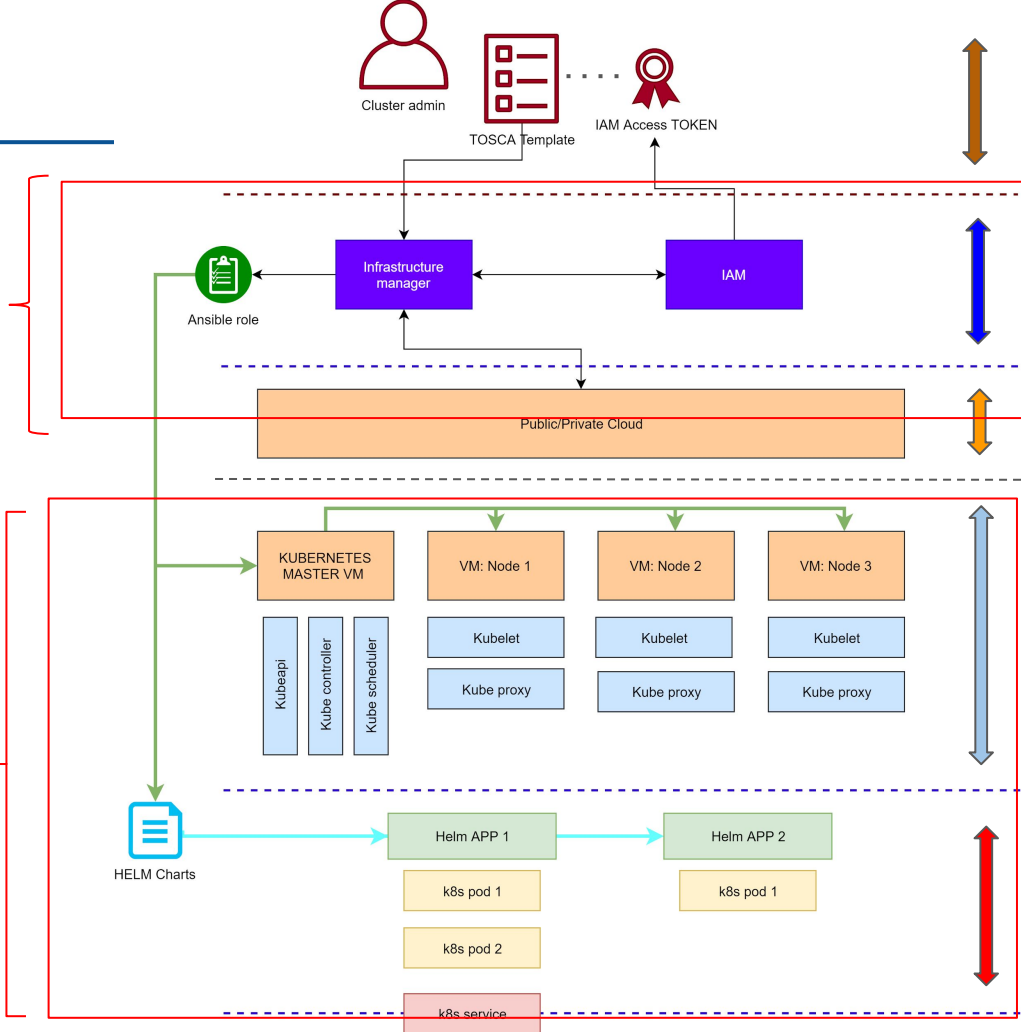 Cluster admin
TOSCA Template
IAM Access TOKEN
Infrastructure
manager
IAM
Ansible role
Public/Private Cloud
KUBERNETES
MASTER VM
VM: Node 1
VM: Node 2
VM: Node 3
Kubeapi
Kube controller
Kube scheduler
Kubelet
Kubelet
Kubelet
Kube proxy
Kube proxy
Kube proxy
HELM Charts
Helm APP 1
Helm APP 2
k8s pod 1
k8s pod 1
k8s pod 2
k8s service